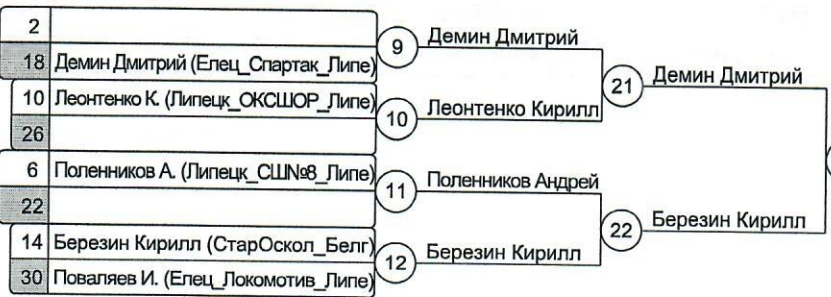 2
18 Демин Дмитрий (Елец_Спартак_Липе)
9 Демин Дмитрий
10 Леонтенко К. (Липецк_ОКСШОР_Липе)
26
10 Леонтенко Кирилл
21 Демин Дмитрий
6 Поленников А. (Липецк_СШ№8_Липе)
22
11 Поленников Андрей
14 Березин Кирилл (СтарОскол_Белг)
30 Поваляев И. (Елец_Локомотив_Липе)
12 Березин Кирилл
22 Березин Кирилл